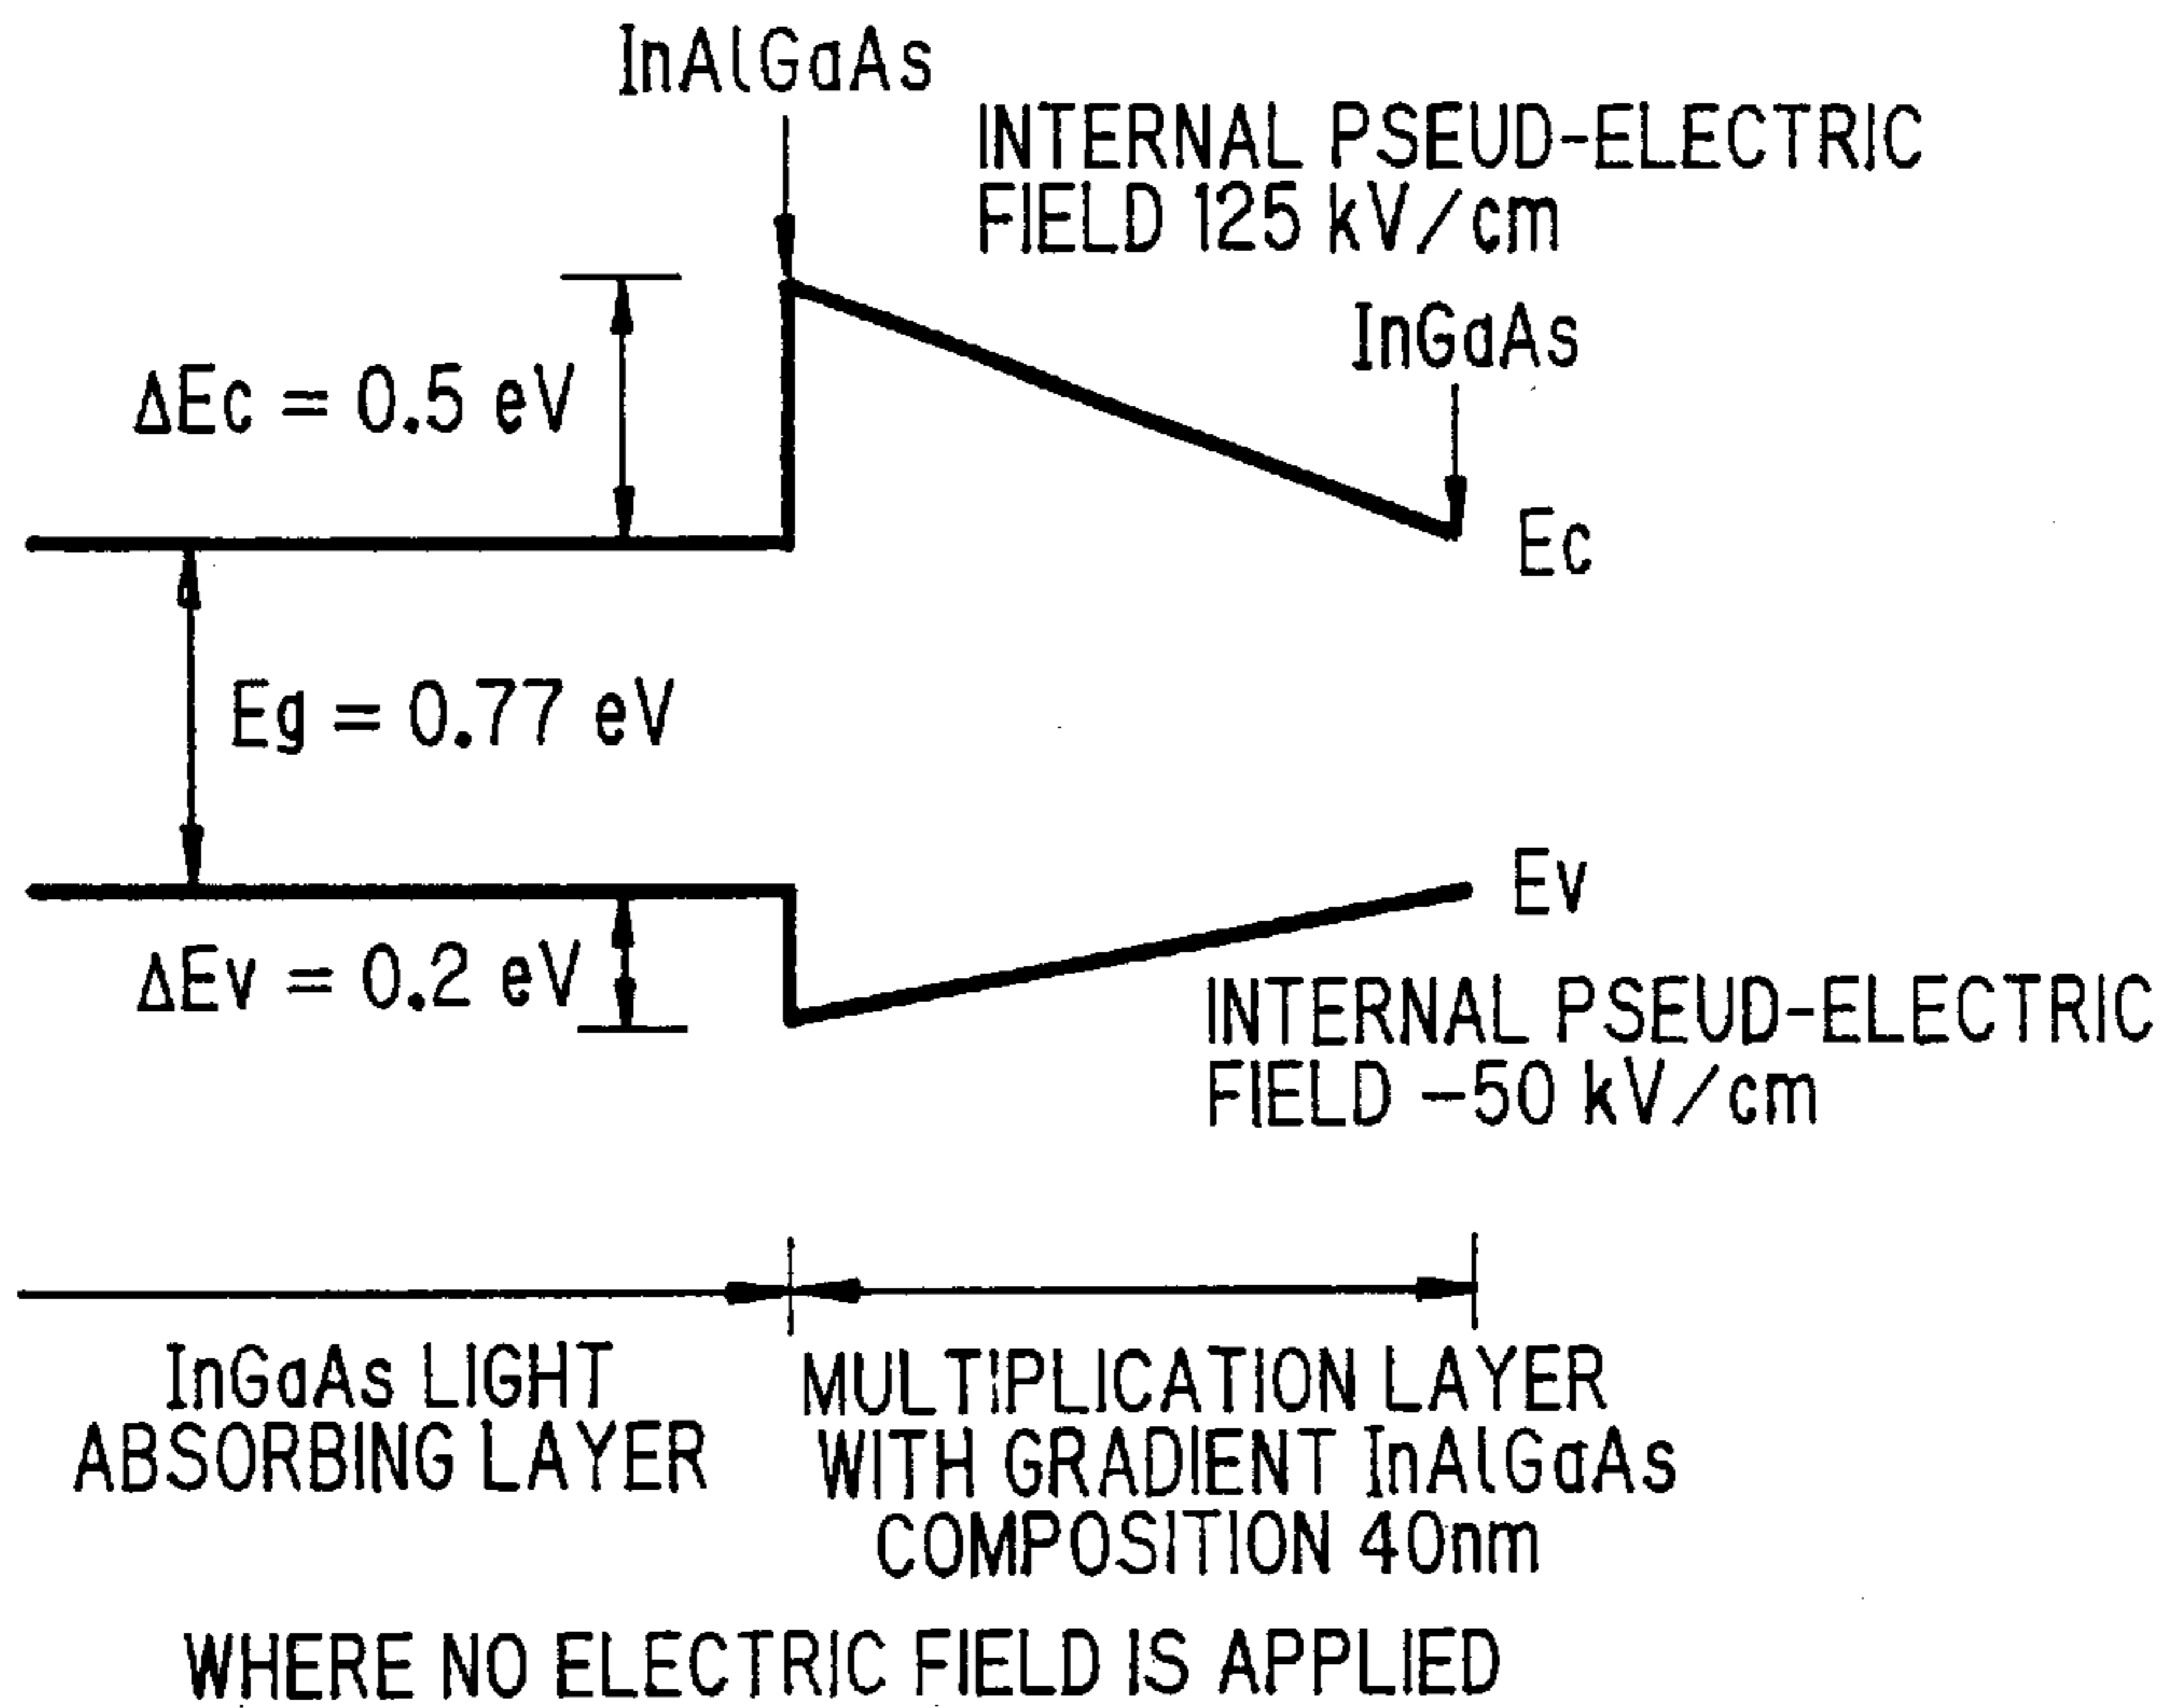 InAlGaAs
INTERNAL PSEUD-ELECTRIC
FIELD 125 kV/cm
InGaAs
ΔEc = 0.5 eV
Ec
Eg = 0.77 eV
Ev
ΔEv = 0.2 eV
INTERNAL PSEUD-ELECTRIC
FIELD -50 kV/cm
InGaAs LIGHT
ABSORBING LAYER
MULTIPLICATION LAYER
WITH GRADIENT InAlGaAs
COMPOSITION 40nm
WHERE NO ELECTRIC FIELD IS APPLIED